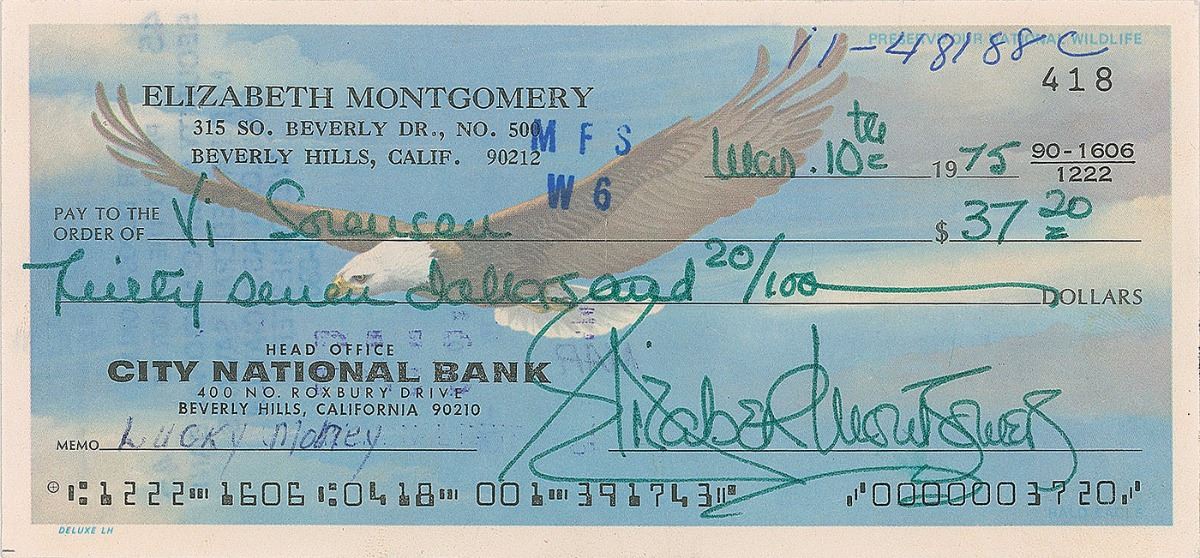 PRESERVE OUR NATIONAL WILDLIFE
11-48188C
418
ELIZABETH MONTGOMERY
315 SO. BEVERLY DR., NO. 500
BEVERLY HILLS, CALIF. 90212
M F S
W 6
Mar. 10th 1975
90-1606
1222
PAY TO THE
ORDER OF Vi Sorensen $ 37 20
Thirty Seven Dollars and 20/100 DOLLARS
HEAD OFFICE
CITY NATIONAL BANK
400 NO. ROXBURY DRIVE
BEVERLY HILLS, CALIFORNIA 90210
MEMO Lucky Money
Elizabeth Montgomery
⑆1222⑉1606⑆0418⑉ 001⑉391743⑈ ⑇0000003720⑇
DELUXE LH